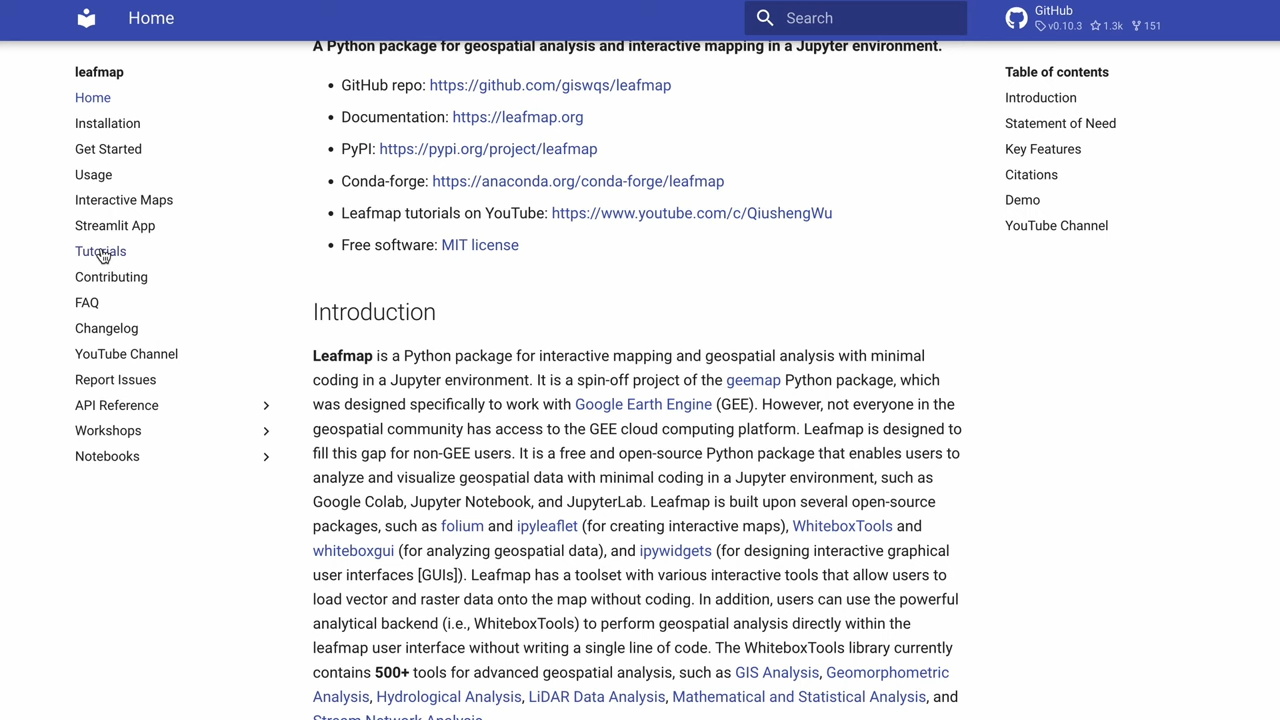 Home
Search
GitHub
v0.10.3 1.3k 151
leafmap
Home
Installation
Get Started
Usage
Interactive Maps
Streamlit App
Tutorials
Contributing
FAQ
Changelog
YouTube Channel
Report Issues
API Reference
Workshops
Notebooks
A Python package for geospatial analysis and interactive mapping in a Jupyter environment.
• GitHub repo: https://github.com/giswqs/leafmap
• Documentation: https://leafmap.org
• PyPI: https://pypi.org/project/leafmap
• Conda-forge: https://anaconda.org/conda-forge/leafmap
• Leafmap tutorials on YouTube: https://www.youtube.com/c/QiushengWu
• Free software: MIT license
Introduction
Leafmap is a Python package for interactive mapping and geospatial analysis with minimal
coding in a Jupyter environment. It is a spin-off project of the geemap Python package, which
was designed specifically to work with Google Earth Engine (GEE). However, not everyone in the
geospatial community has access to the GEE cloud computing platform. Leafmap is designed to
fill this gap for non-GEE users. It is a free and open-source Python package that enables users to
analyze and visualize geospatial data with minimal coding in a Jupyter environment, such as
Google Colab, Jupyter Notebook, and JupyterLab. Leafmap is built upon several open-source
packages, such as folium and ipyleaflet (for creating interactive maps), WhiteboxTools and
whiteboxgui (for analyzing geospatial data), and ipywidgets (for designing interactive graphical
user interfaces [GUIs]). Leafmap has a toolset with various interactive tools that allow users to
load vector and raster data onto the map without coding. In addition, users can use the powerful
analytical backend (i.e., WhiteboxTools) to perform geospatial analysis directly within the
leafmap user interface without writing a single line of code. The WhiteboxTools library currently
contains 500+ tools for advanced geospatial analysis, such as GIS Analysis, Geomorphometric
Analysis, Hydrological Analysis, LiDAR Data Analysis, Mathematical and Statistical Analysis, and
Stream Network Analysis.
Table of contents
Introduction
Statement of Need
Key Features
Citations
Demo
YouTube Channel